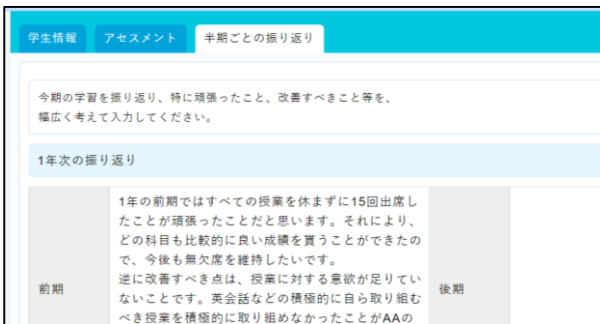 学生情報 アセスメント 半期ごとの振り返り
今期の学習を振り返り、特に頑張ったこと、改善すべきこと等を、
幅広く考えて入力してください。
1年次の振り返り
前期
1年の前期ではすべての授業を休まずに15回出席し
たことが頑張ったことだと思います。それにより、
どの科目も比較的に良い成績を貰うことができたの
で、今後も無欠席を維持したいです。
逆に改善すべき点は、授業に対する意欲が足りてい
ないことです。英会話などの積極的に自ら取り組む
べき授業を積極的に取り組めなかったことがAAの
後期